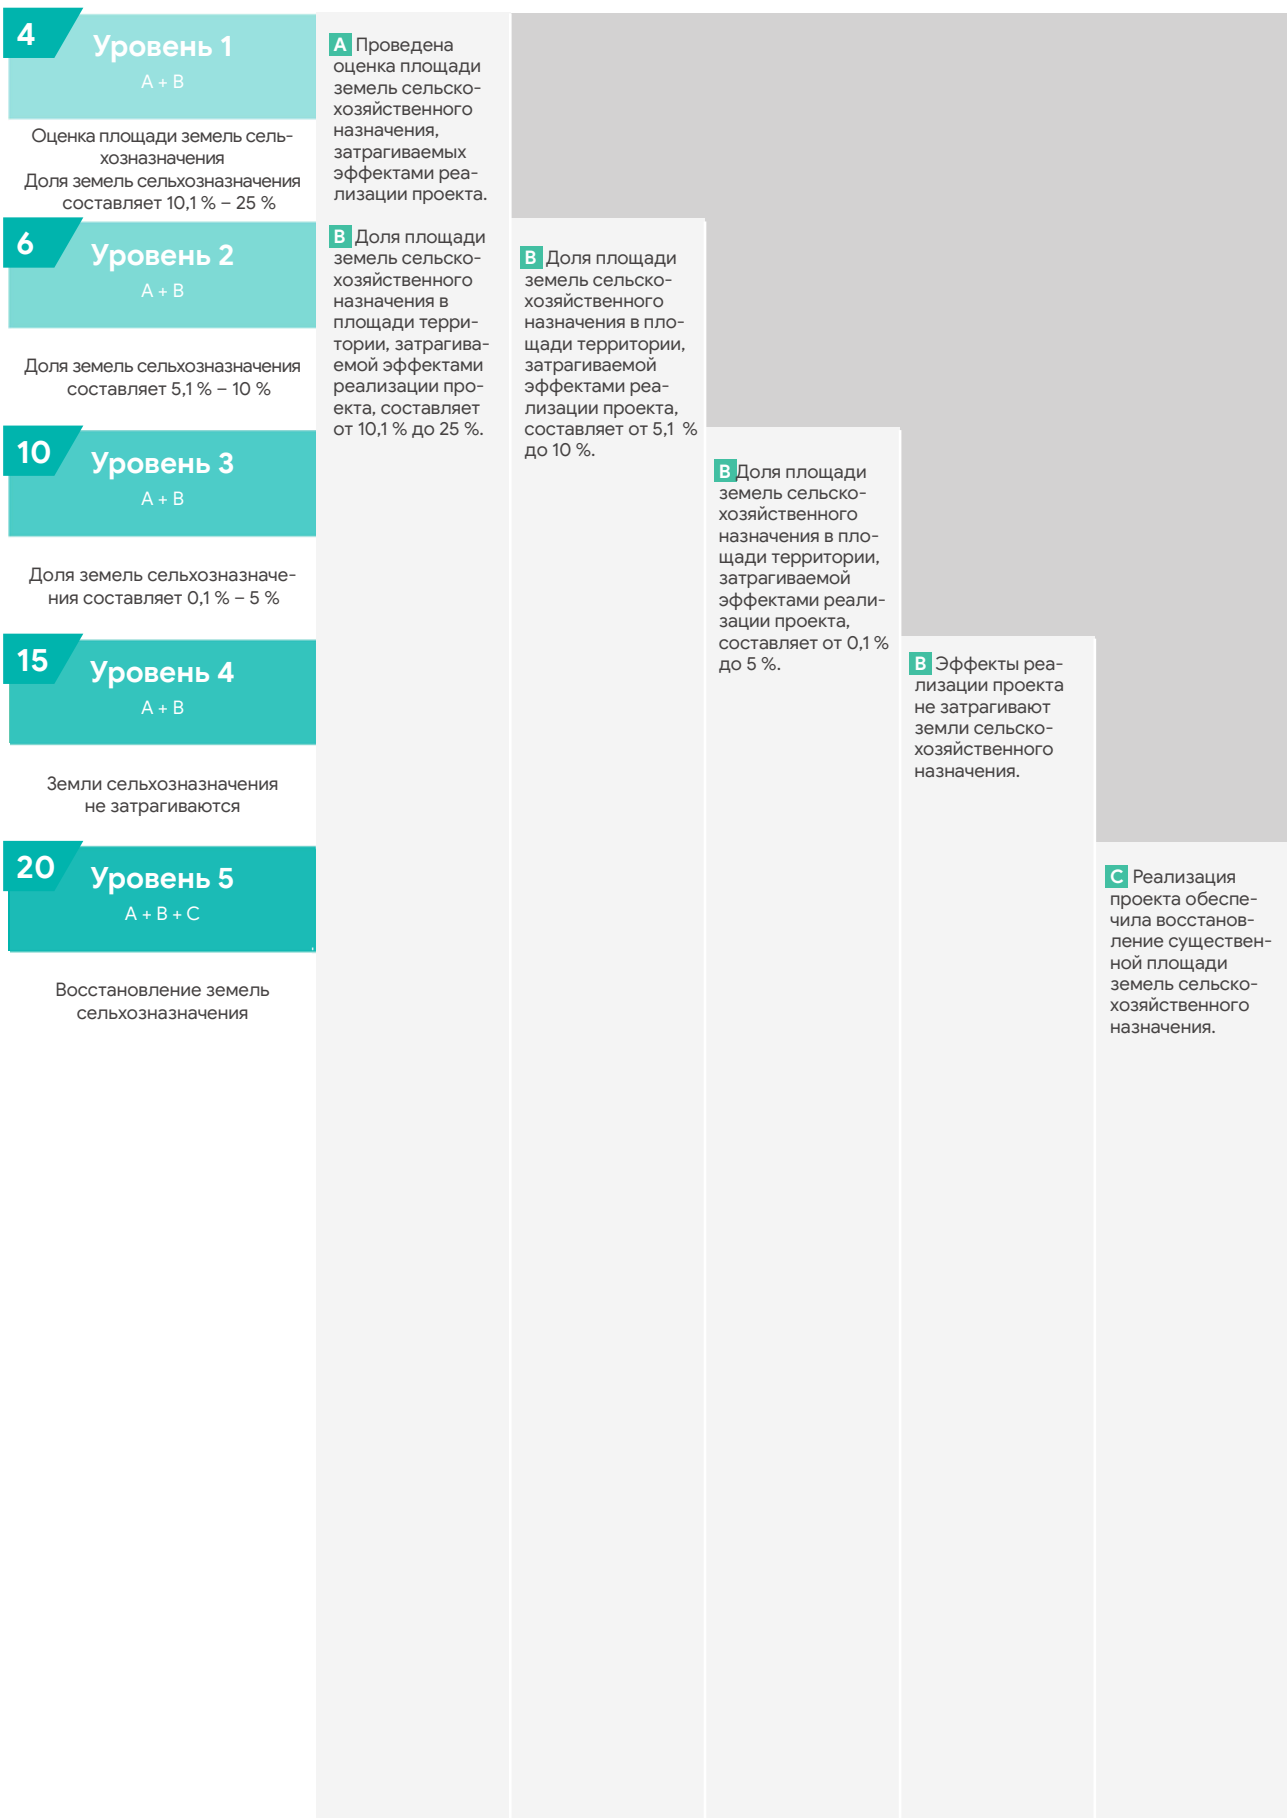 4
Уровень 1
A + B
Оценка площади земель сель-
хозназначения
Доля земель сельхозназначения
составляет 10,1 % – 25 %
6
Уровень 2
A + B
Доля земель сельхозназначения
составляет 5,1 % – 10 %
10
Уровень 3
A + B
Доля земель сельхозназначе-
ния составляет 0,1 % – 5 %
15
Уровень 4
A + B
Земли сельхозназначения
не затрагиваются
20
Уровень 5
A + B + C
Восстановление земель
сельхозназначения
A Проведена
оценка площади
земель сельско-
хозяйственного
назначения,
затрагиваемых
эффектами реа-
лизации проекта.
B Доля площади
земель сельско-
хозяйственного
назначения в
площади терри-
тории, затрагива-
емой эффектами
реализации про-
екта, составляет
от 10,1 % до 25 %.
B Доля площади
земель сельско-
хозяйственного
назначения в пло-
щади территории,
затрагиваемой
эффектами реа-
лизации проекта,
составляет от 5,1 %
до 10 %.
B Доля площади
земель сельско-
хозяйственного
назначения в пло-
щади территории,
затрагиваемой
эффектами реали-
зации проекта,
составляет от 0,1 %
до 5 %.
B Эффекты реа-
лизации проекта
не затрагивают
земли сельско-
хозяйственного
назначения.
C Реализация
проекта обеспе-
чила восстанов-
ление существен-
ной площади
земель сельско-
хозяйственного
назначения.